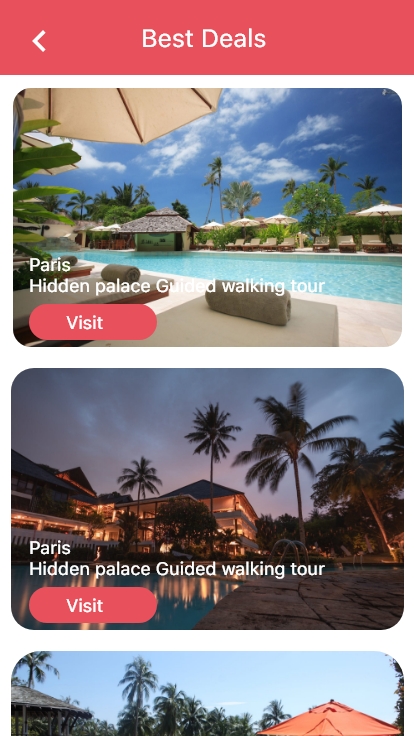 Best Deals
Paris
Hidden palace Guided walking tour
Visit
Paris
Hidden palace Guided walking tour
Visit